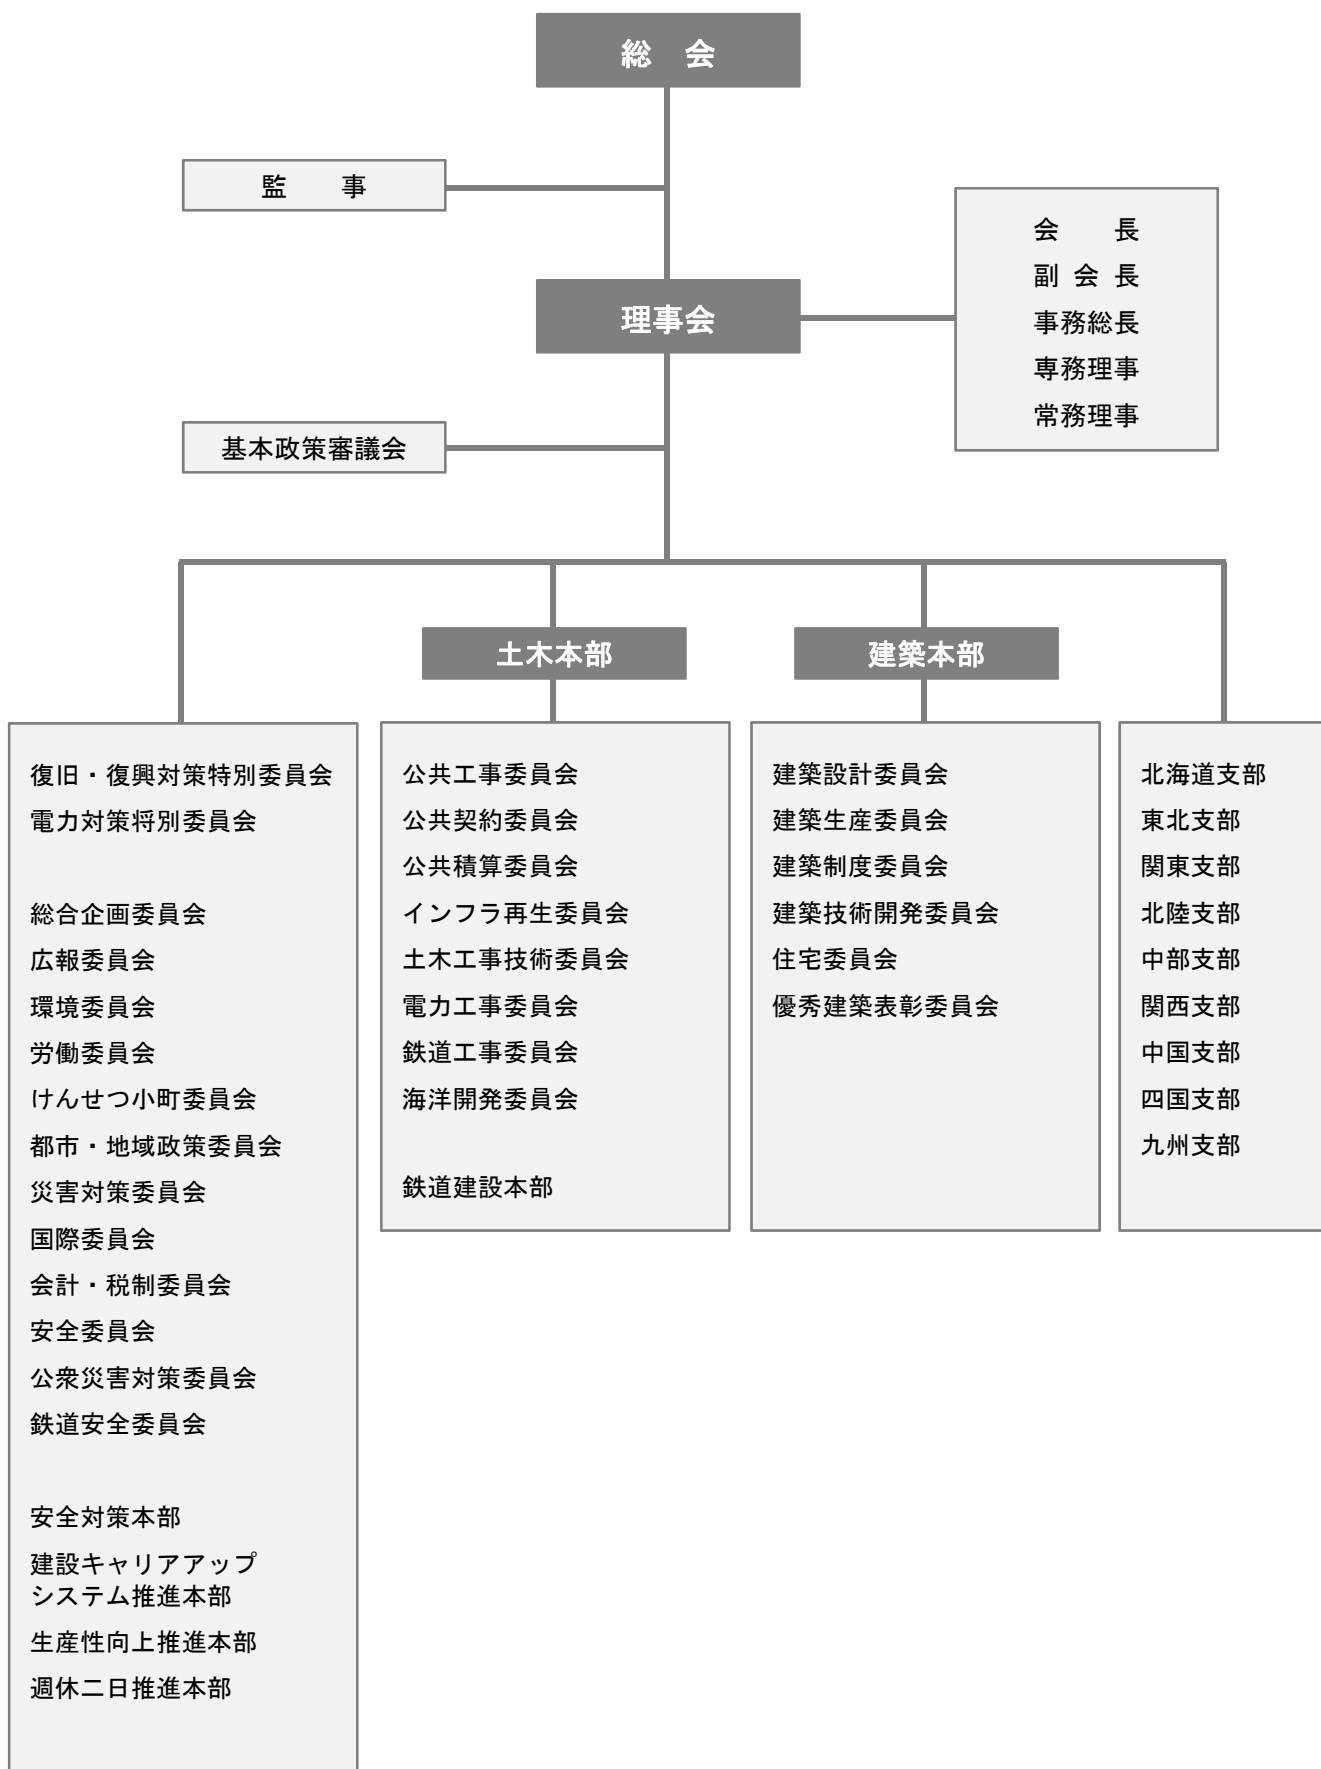 総　会
監　　事
会　　長
副 会 長
事務総長
専務理事
常務理事
理事会
基本政策審議会
土木本部
建築本部
復旧・復興対策特別委員会
電力対策将別委員会
総合企画委員会
広報委員会
環境委員会
労働委員会
けんせつ小町委員会
都市・地域政策委員会
災害対策委員会
国際委員会
会計・税制委員会
安全委員会
公衆災害対策委員会
鉄道安全委員会
安全対策本部
建設キャリアアップ
システム推進本部
生産性向上推進本部
週休二日推進本部
公共工事委員会
公共契約委員会
公共積算委員会
インフラ再生委員会
土木工事技術委員会
電力工事委員会
鉄道工事委員会
海洋開発委員会
鉄道建設本部
建築設計委員会
建築生産委員会
建築制度委員会
建築技術開発委員会
住宅委員会
優秀建築表彰委員会
北海道支部
東北支部
関東支部
北陸支部
中部支部
関西支部
中国支部
四国支部
九州支部